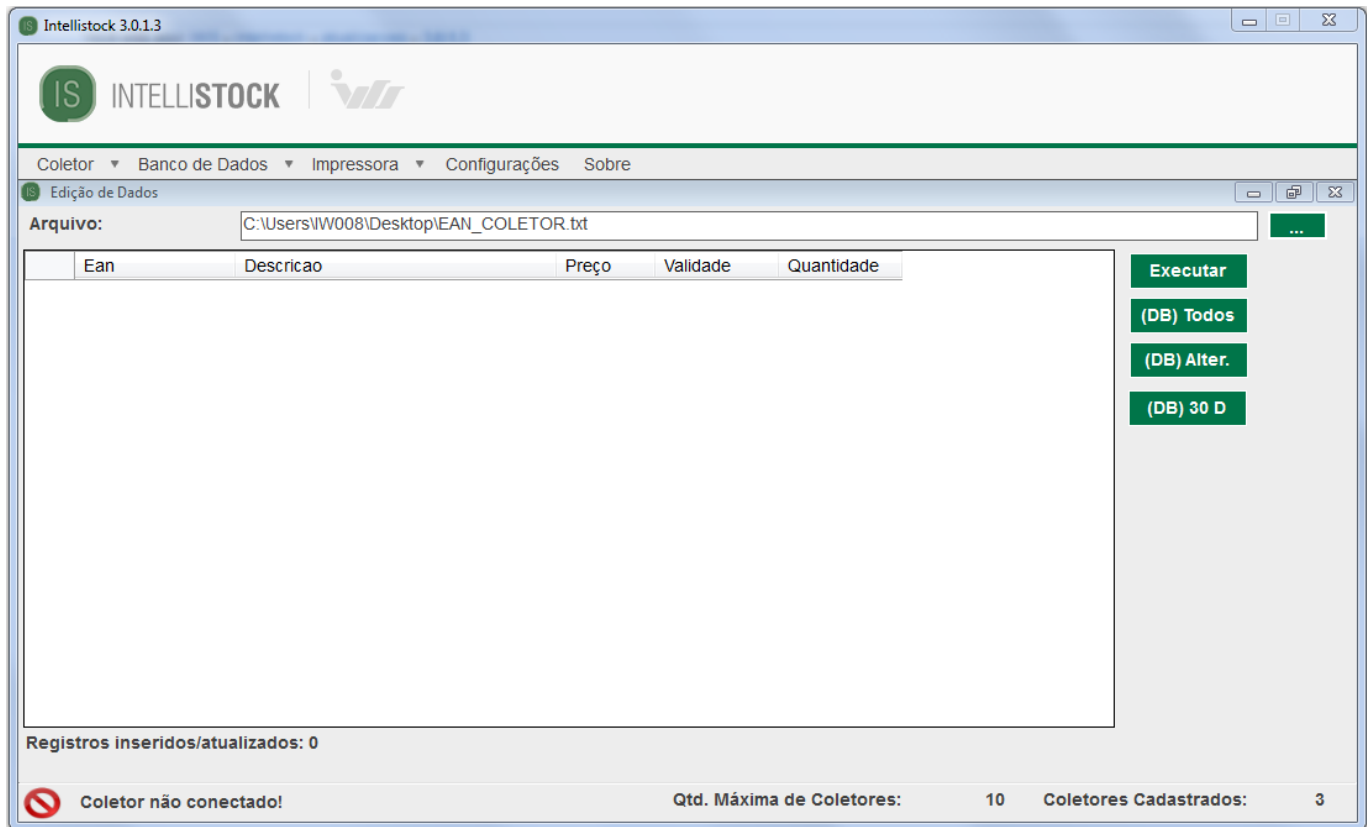 Intellistock 3.0.1.3
IS INTELLISTOCK iws
Coletor Banco de Dados Impressora Configurações Sobre
Edição de Dados
Arquivo: C:\Users\IW008\Desktop\EAN_COLETOR.txt ...
Ean Descricao Preço Validade Quantidade
Executar
(DB) Todos
(DB) Alter.
(DB) 30 D
Registros inseridos/atualizados: 0
Coletor não conectado! Qtd. Máxima de Coletores: 10 Coletores Cadastrados: 3